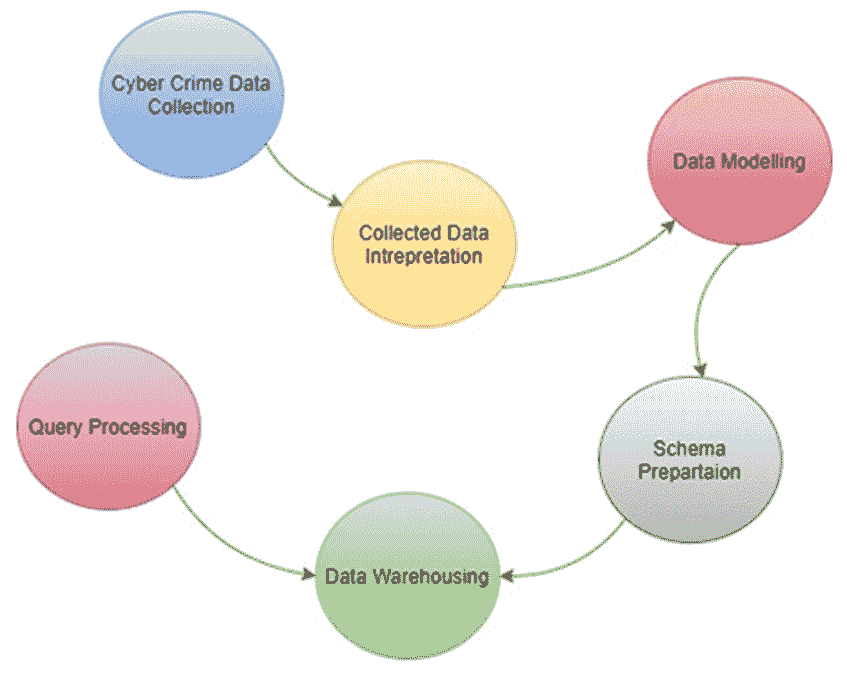 Cyber Crime Data
Collection
Collected Data
Intrepretation
Data Modelling
Schema
Prepartaion
Data Warehousing
Query Processing